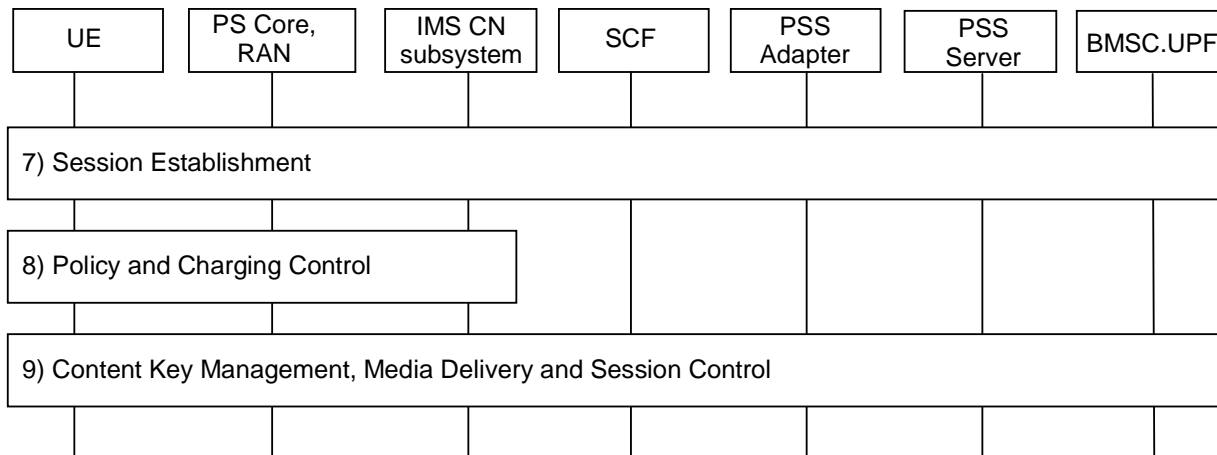 UE
PS Core,
RAN
IMS CN
subsystem
SCF
PSS
Adapter
PSS
Server
BMSC.UPF
7) Session Establishment
8) Policy and Charging Control
9) Content Key Management, Media Delivery and Session Control